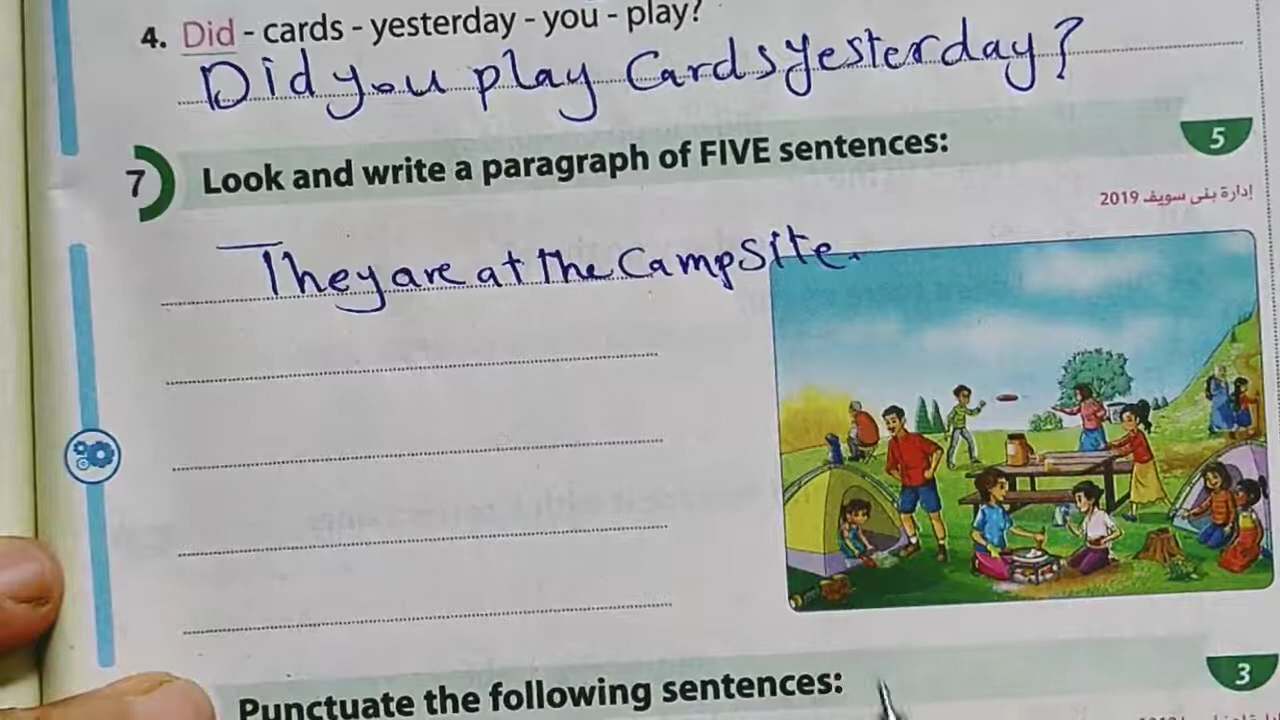 4. Did - cards - yesterday - you - play?
Did you play Cards yesterday?
7 Look and write a paragraph of FIVE sentences:
5
إدارة بنى سويف 2019
They are at the Campsite.
Punctuate the following sentences:
3